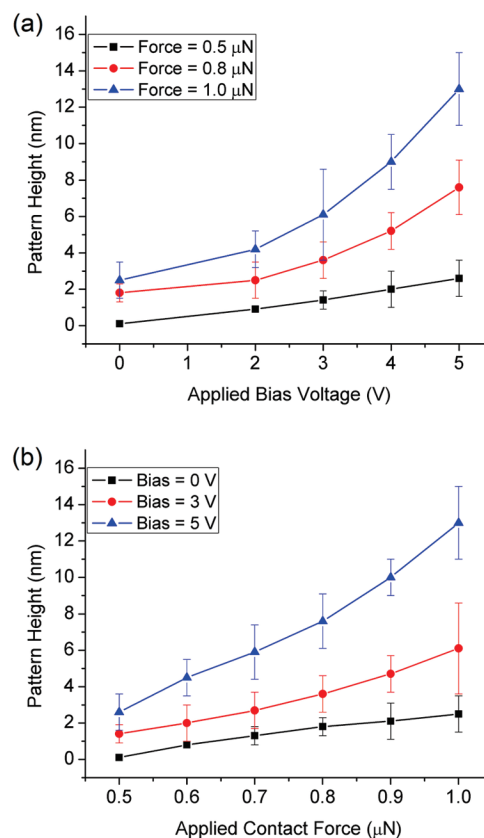 (a)
Force = 0.5 μN
Force = 0.8 μN
Force = 1.0 μN
Pattern Height (nm)
16
14
12
10
8
6
4
2
0
0 1 2 3 4 5
Applied Bias Voltage (V)
(b)
Bias = 0 V
Bias = 3 V
Bias = 5 V
Pattern Height (nm)
16
14
12
10
8
6
4
2
0
0.5 0.6 0.7 0.8 0.9 1.0
Applied Contact Force (μN)